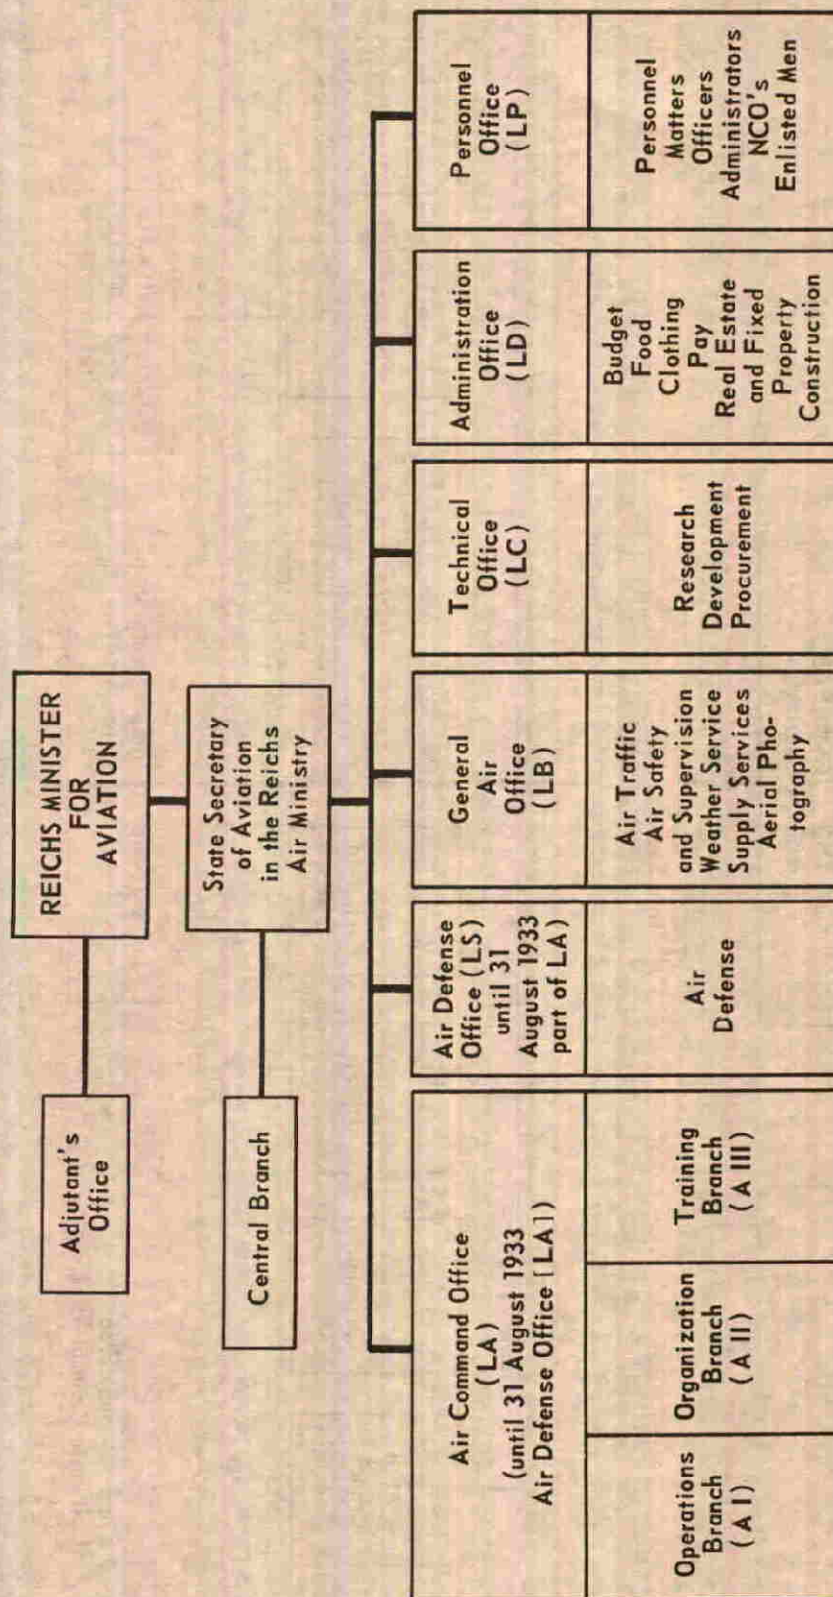 REICHS MINISTER
FOR
AVIATION
Adjutant's
Office
State Secretary
of Aviation
in the Reichs
Air Ministry
Central Branch
Air Command Office
(LA)
(until 31 August 1933
Air Defense Office [LA])
Operations
Branch
(A I)
Organization
Branch
(A II)
Training
Branch
(A III)
Air Defense
Office (LS)
until 31
August 1933
part of LA)
Air
Defense
General
Air
Office
(LB)
Air Traffic
Air Safety
and Supervision
Weather Service
Supply Services
Aerial Pho-
tography
Technical
Office
(LC)
Research
Development
Procurement
Administration
Office
(LD)
Budget
Food
Clothing
Pay
Real Estate
and Fixed
Property
Construction
Personnel
Office
(LP)
Personnel
Matters
Officers
Administrators
NCO's
Enlisted Men